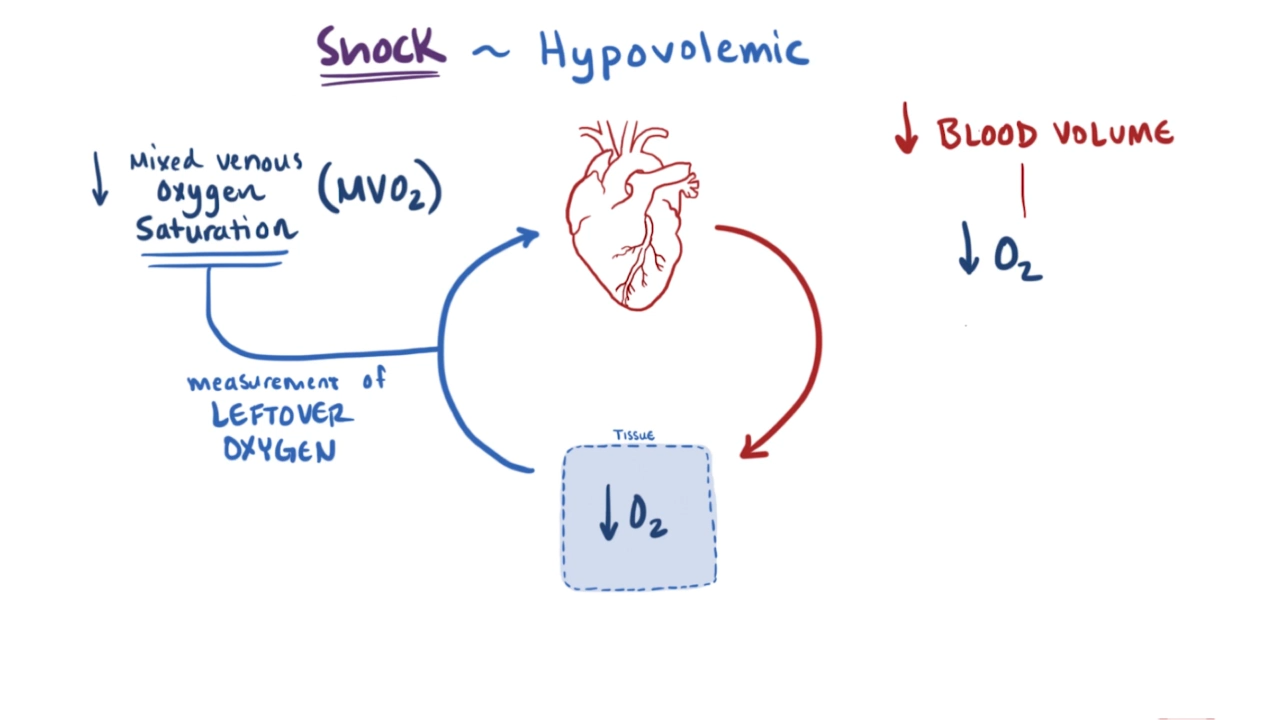 Shock ~ Hypovolemic
↓ Mixed venous
oxygen
Saturation
(MVO₂)
measurement of
LEFTOVER
OXYGEN
TISSUE
↓ O₂
↓ BLOOD VOLUME
↓ O₂